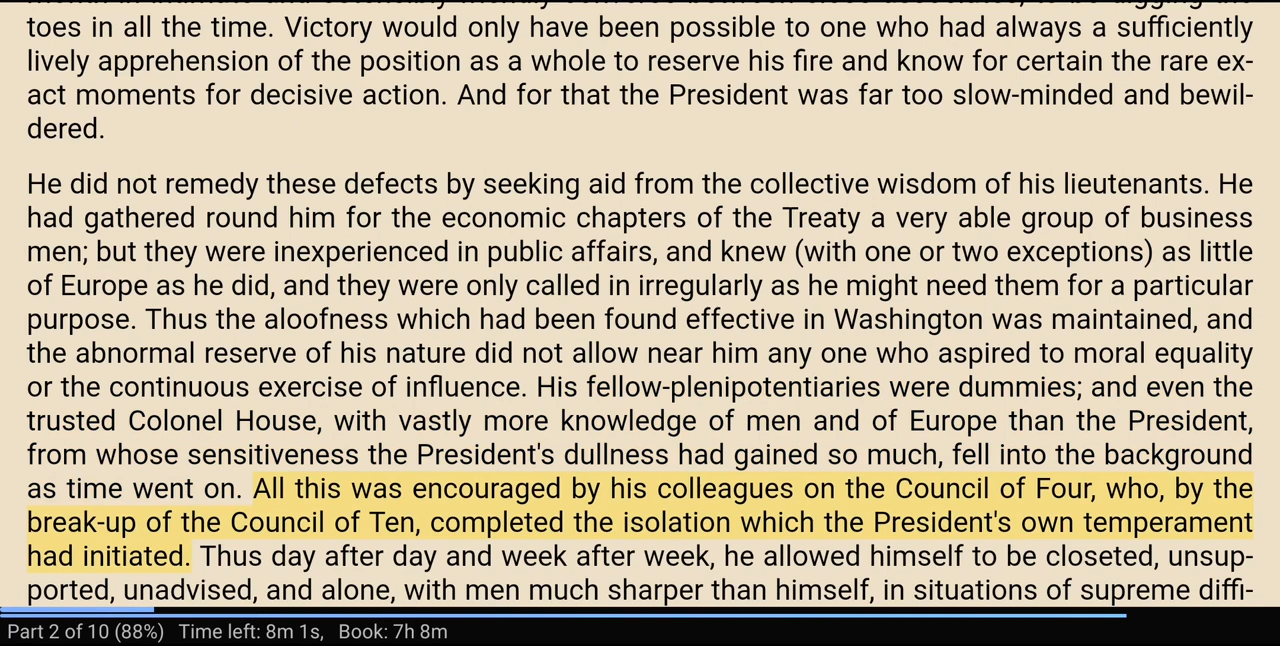 toes in all the time. Victory would only have been possible to one who had always a sufficiently
lively apprehension of the position as a whole to reserve his fire and know for certain the rare ex-
act moments for decisive action. And for that the President was far too slow-minded and bewil-
dered.
He did not remedy these defects by seeking aid from the collective wisdom of his lieutenants. He
had gathered round him for the economic chapters of the Treaty a very able group of business
men; but they were inexperienced in public affairs, and knew (with one or two exceptions) as little
of Europe as he did, and they were only called in irregularly as he might need them for a particular
purpose. Thus the aloofness which had been found effective in Washington was maintained, and
the abnormal reserve of his nature did not allow near him any one who aspired to moral equality
or the continuous exercise of influence. His fellow-plenipotentiaries were dummies; and even the
trusted Colonel House, with vastly more knowledge of men and of Europe than the President,
from whose sensitiveness the President's dullness had gained so much, fell into the background
as time went on. All this was encouraged by his colleagues on the Council of Four, who, by the
break-up of the Council of Ten, completed the isolation which the President's own temperament
had initiated. Thus day after day and week after week, he allowed himself to be closeted, unsup-
ported, unadvised, and alone, with men much sharper than himself, in situations of supreme diffi-
Part 2 of 10 (88%) Time left: 8m 1s, Book: 7h 8m